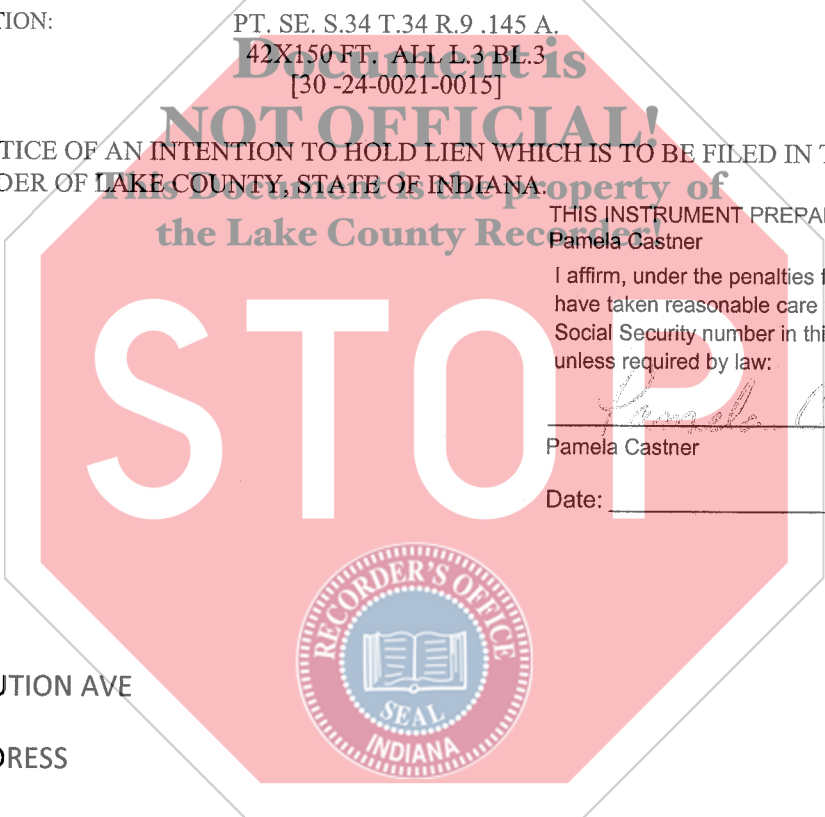 TION:
PT. SE. S.34 T.34 R.9 .145 A.
42X150 FT. ALL L.3 BL.3
[30 -24-0021-0015]
Document is
NOT OFFICIAL!
This Document is the property of
the Lake County Recorder!
TICE OF AN INTENTION TO HOLD LIEN WHICH IS TO BE FILED IN T
DER OF LAKE COUNTY, STATE OF INDIANA.
THIS INSTRUMENT PREPA
Pamela Castner
I affirm, under the penalties f
have taken reasonable care
Social Security number in thi
unless required by law:
Pamela C
Pamela Castner
Date:
STOP
RECORDER'S OFFICE
SEAL
INDIANA
UTION AVE
DRESS